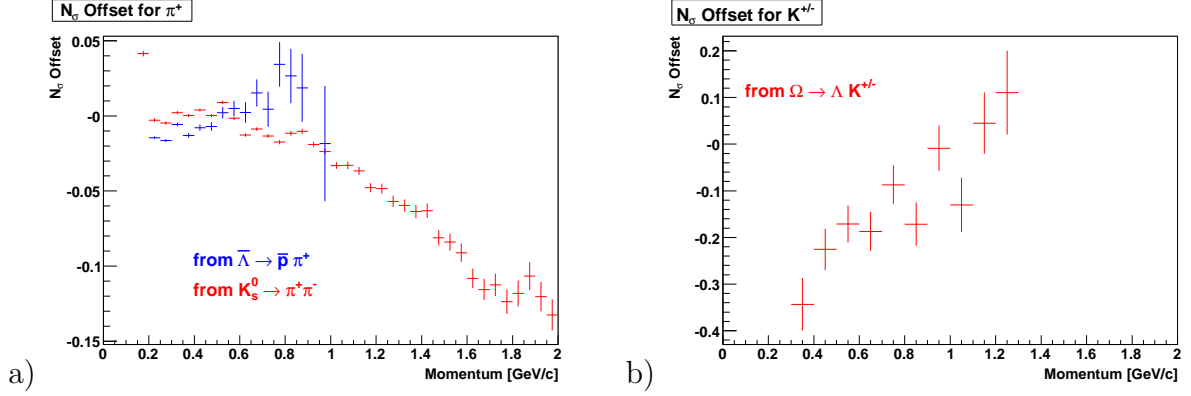 N_σ Offset for π⁺
N_σ Offset
0.05
-0
-0.05
-0.1
-0.15
from Λ̅ → p̅ π⁺
from K⁰_s → π⁺π⁻
0.2 0.4 0.6 0.8 1 1.2 1.4 1.6 1.8 2
Momentum [GeV/c]
a)
N_σ Offset for K⁺/⁻
N_σ Offset
0.2
0.1
-0
-0.1
-0.2
-0.3
-0.4
from Ω → Λ K⁺/⁻
0 0.2 0.4 0.6 0.8 1 1.2 1.4 1.6 1.8 2
Momentum [GeV/c]
b)